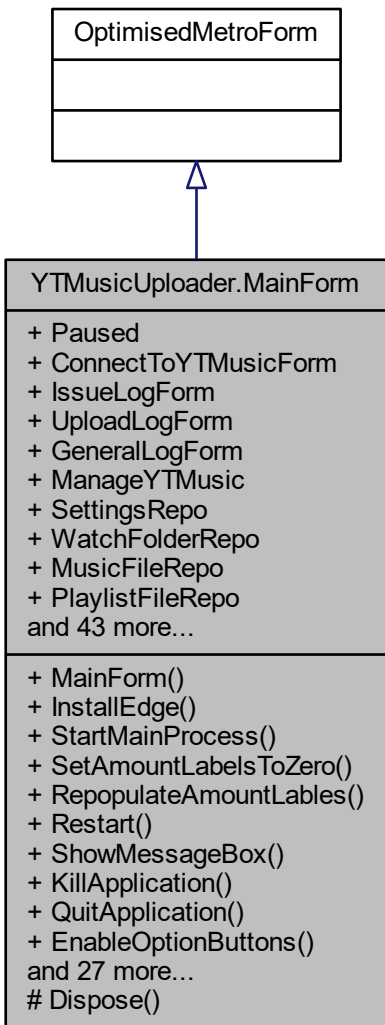 OptimisedMetroForm
YTMusicUploader.MainForm
+ Paused
+ ConnectToYTMusicForm
+ IssueLogForm
+ UploadLogForm
+ GeneralLogForm
+ ManageYTMusic
+ SettingsRepo
+ WatchFolderRepo
+ MusicFileRepo
+ PlaylistFileRepo
and 43 more...
+ MainForm()
+ InstallEdge()
+ StartMainProcess()
+ SetAmountLabelsToZero()
+ RepopulateAmountLables()
+ Restart()
+ ShowMessageBox()
+ KillApplication()
+ QuitApplication()
+ EnableOptionButtons()
and 27 more...
# Dispose()